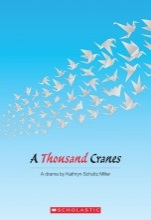 A Thousand Cranes
A drama by Kathryn Schultz Miller
SCHOLASTIC